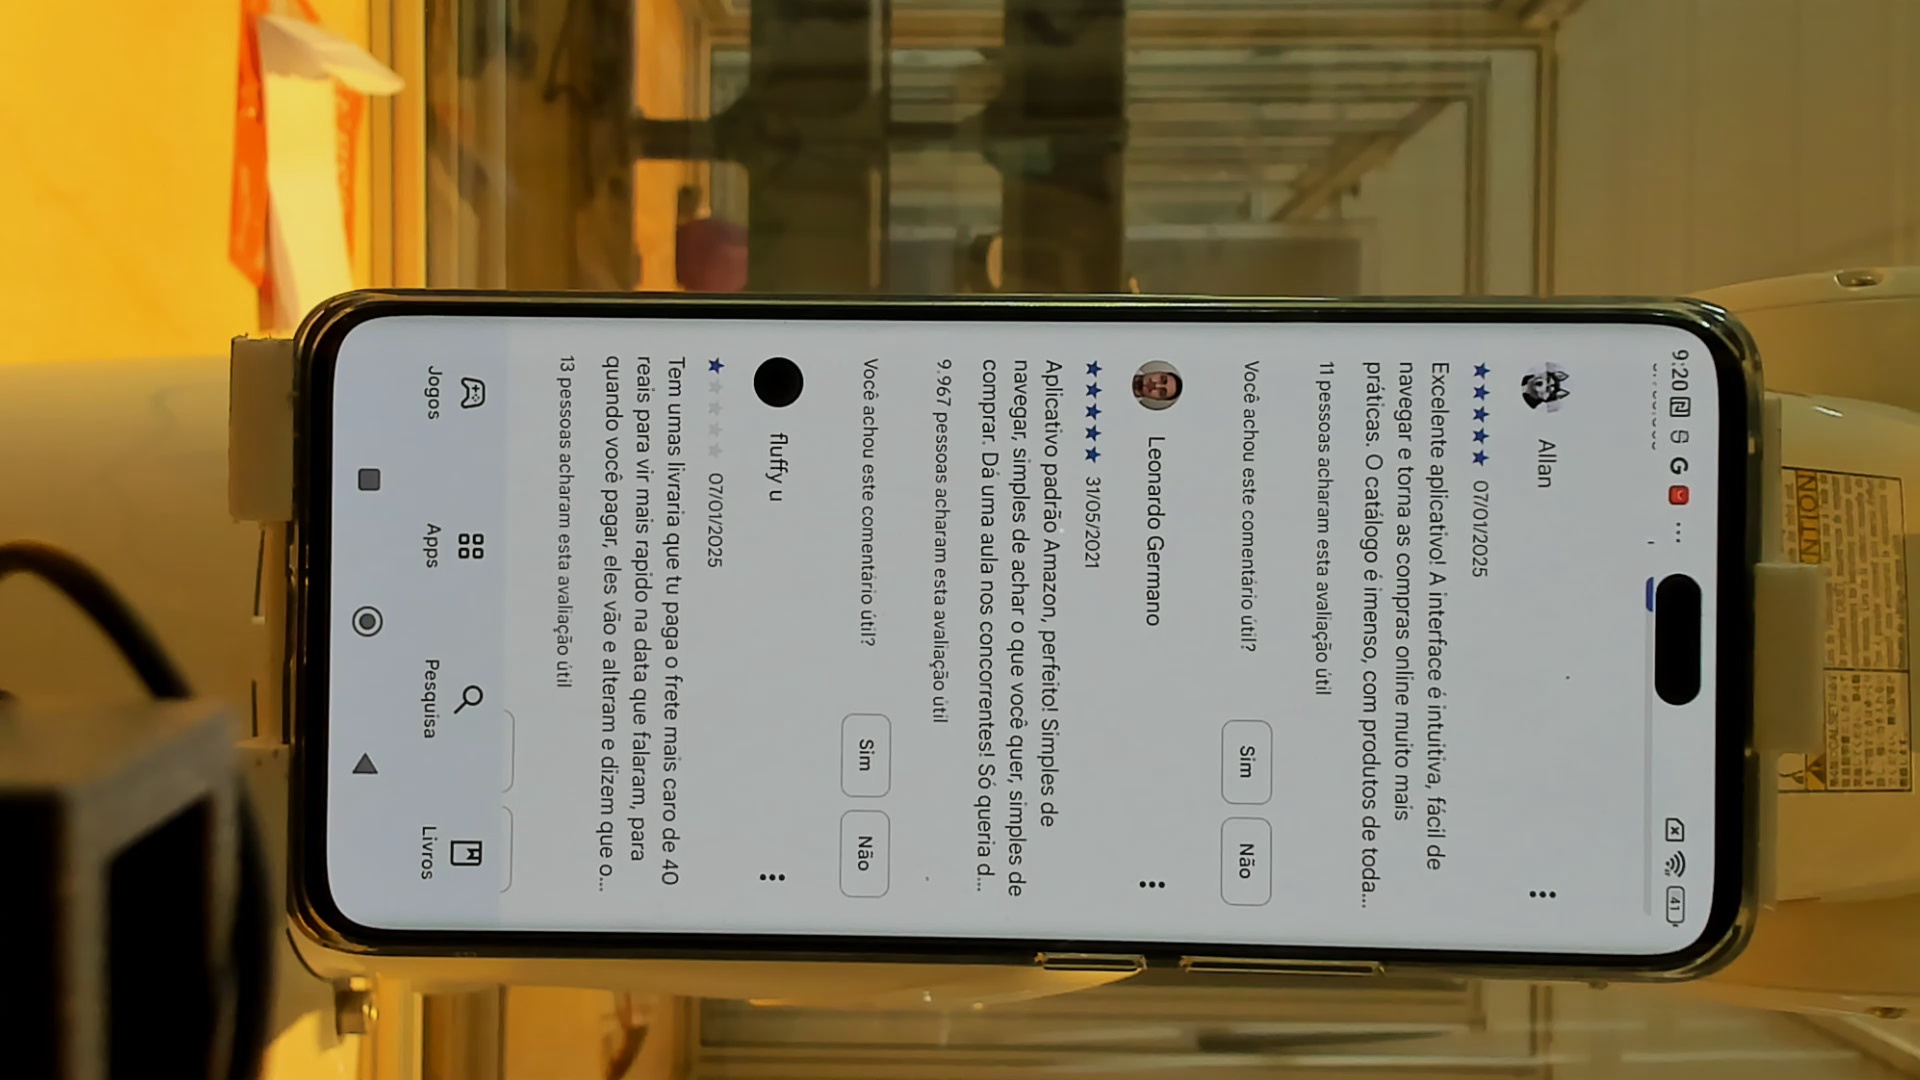 9:20
41
Allan
07/01/2025
Excelente aplicativo! A interface é intuitiva, fácil de
navegar e torna as compras online muito mais
práticas. O catálogo é imenso, com produtos de toda...
11 pessoas acharam esta avaliação útil
Você achou este comentário útil?
Sim
Não
Leonardo Germano
31/05/2021
Aplicativo padrão Amazon, perfeito! Simples de
navegar, simples de achar o que você quer, simples de
comprar. Dá uma aula nos concorrentes! Só queria d...
9.967 pessoas acharam esta avaliação útil
Você achou este comentário útil?
Sim
Não
fluffy u
07/01/2025
Tem umas livraria que tu paga o frete mais caro de 40
reais para vir mais rapido na data que falaram, para
quando você pagar, eles vão e alteram e dizem que o...
13 pessoas acharam esta avaliação útil
Jogos
Apps
Pesquisa
Livros